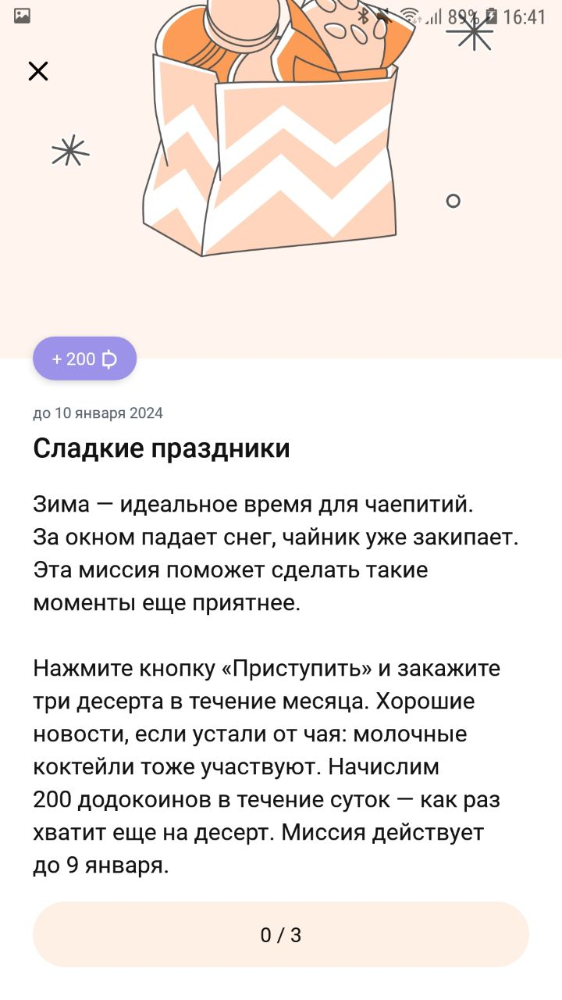 89% 16:41
+ 200
до 10 января 2024
Сладкие праздники
Зима — идеальное время для чаепитий.
За окном падает снег, чайник уже закипает.
Эта миссия поможет сделать такие
моменты еще приятнее.
Нажмите кнопку «Приступить» и закажите
три десерта в течение месяца. Хорошие
новости, если устали от чая: молочные
коктейли тоже участвуют. Начислим
200 додокоинов в течение суток — как раз
хватит еще на десерт. Миссия действует
до 9 января.
0 / 3